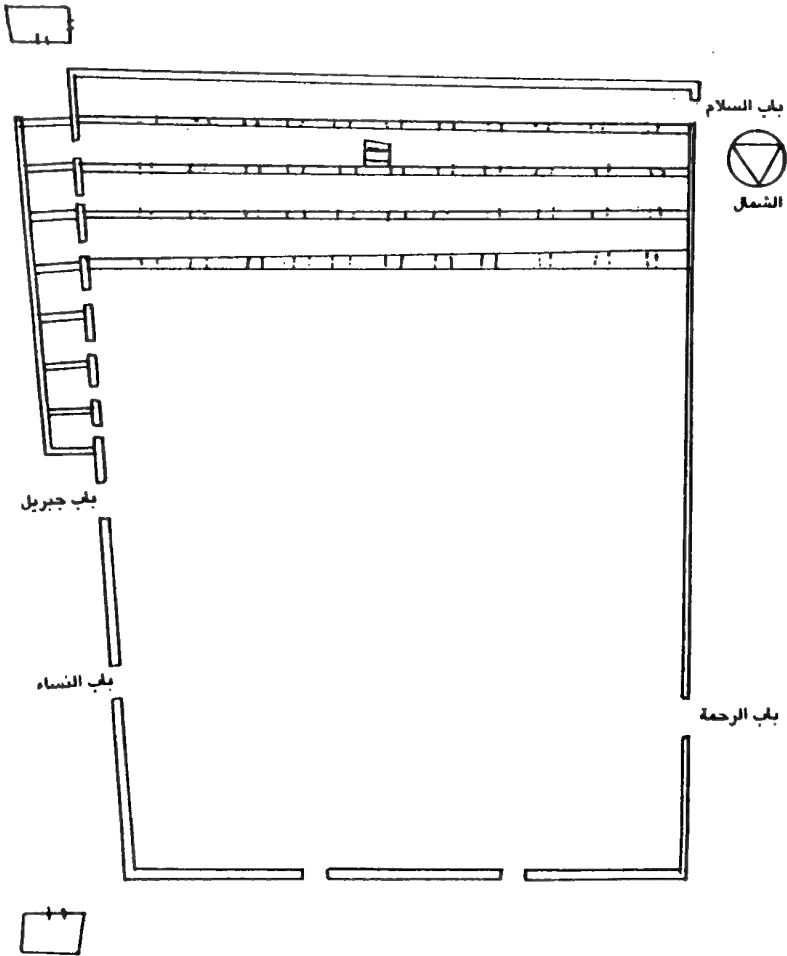 باب السلام
الشمال
باب جبريل
باب النساء
باب الرحمة